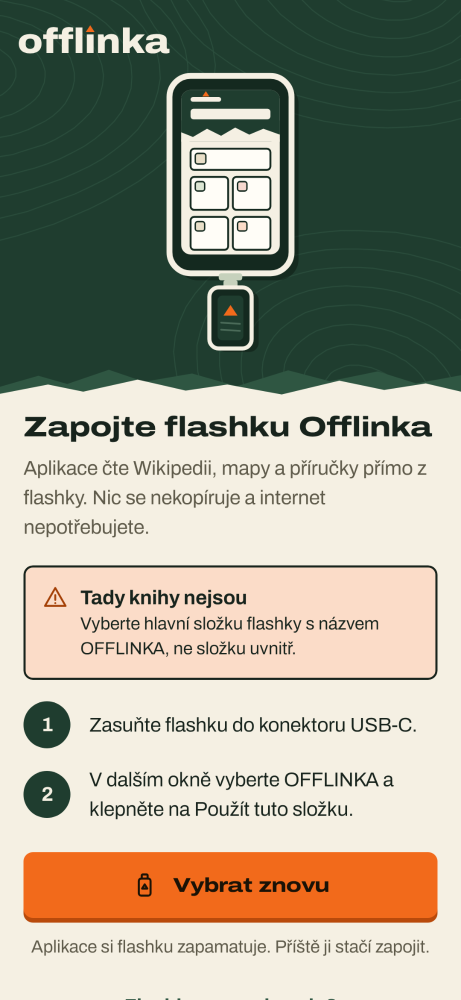 offlinka
Zapojte flashku Offlinka
Aplikace čte Wikipedii, mapy a příručky přímo z
flashky. Nic se nekopíruje a internet
nepotřebujete.
Tady knihy nejsou
Vyberte hlavní složku flashky s názvem
OFFLINKA, ne složku uvnitř.
1 Zasuňte flashku do konektoru USB-C.
2 V dalším okně vyberte OFFLINKA a
klepněte na Použít tuto složku.
Vybrat znovu
Aplikace si flashku zapamatuje. Příště ji stačí zapojit.